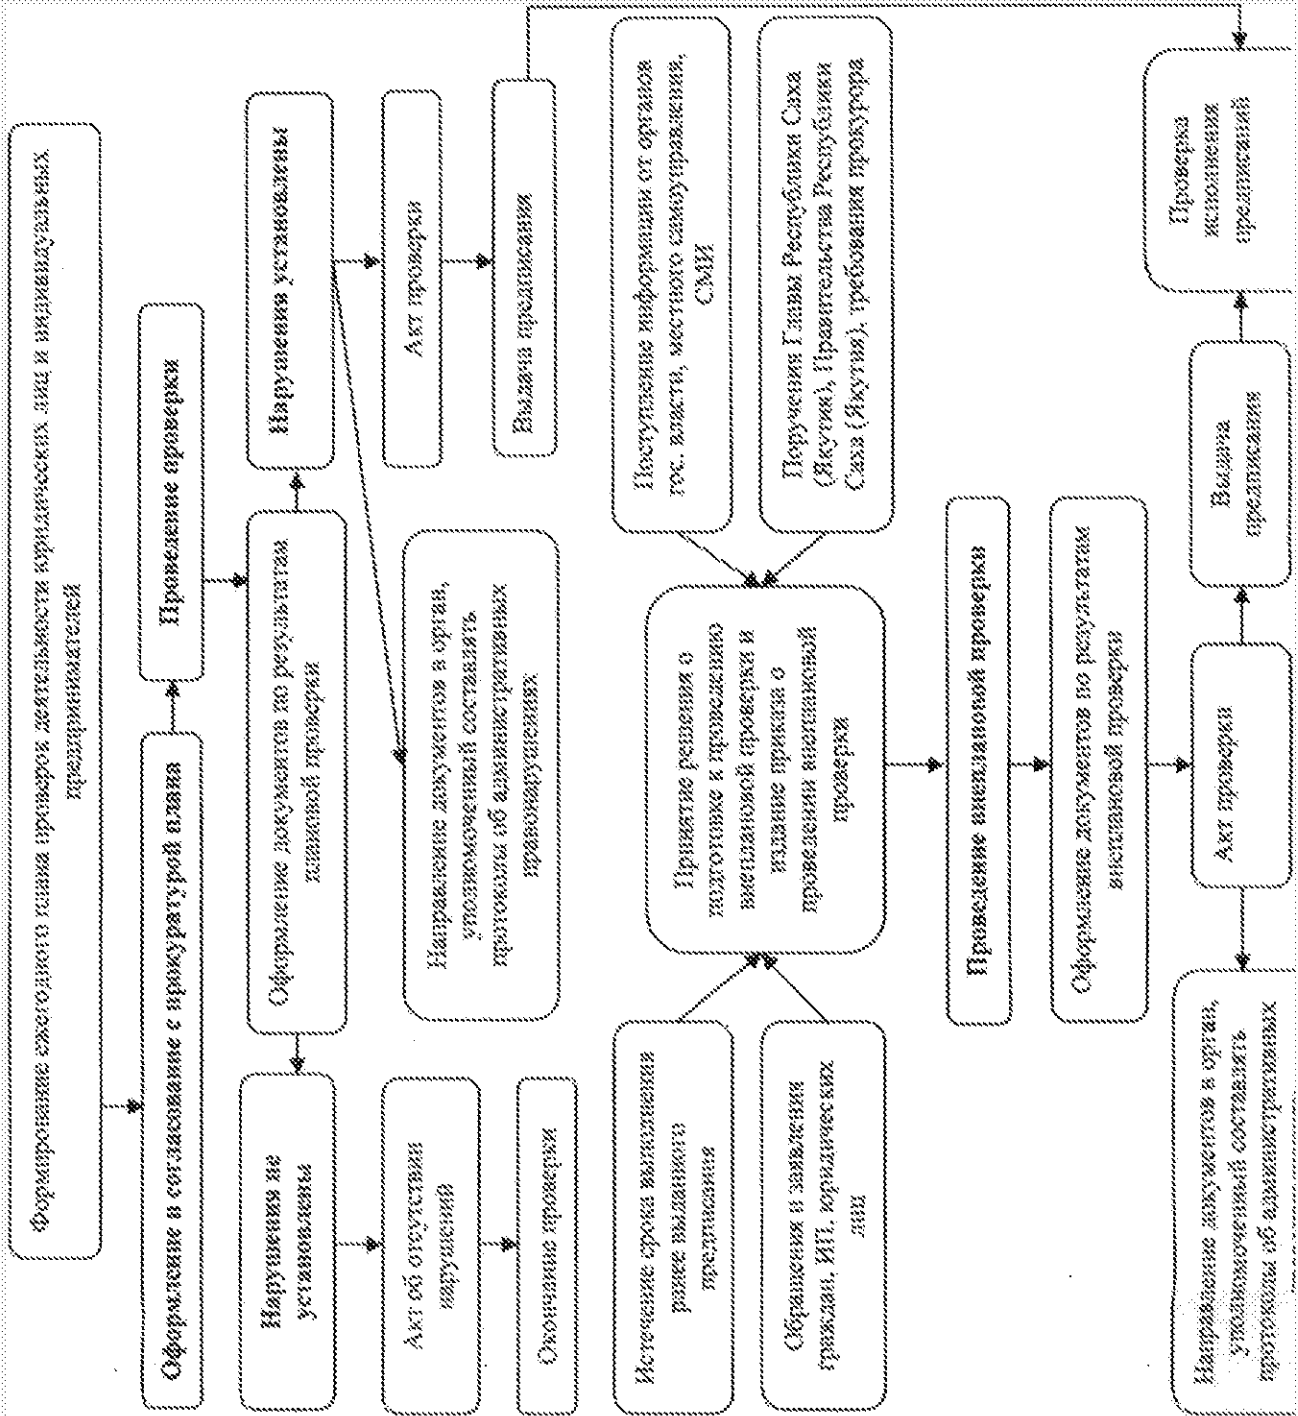 Формирование ежегодного плана проверок деятельности юридических лиц и индивидуальных
предпринимателей
Оформление и согласование с прокуратурой плана
Проведение проверки
Оформление документов по результатам
плановой проверки
Нарушения не
установлены
Нарушения установлены
Акт об отсутствии
нарушений
Направление документов в орган,
уполномоченный составлять
протоколы об административных
правонарушениях
Акт проверки
Окончание проверки
Выдача предписания
Истечение срока выполнения
ранее выданного
предписания
Обращения и заявления
граждан, ИП, юридических
лиц
Принятие решения о
подготовке к проведению
внеплановой проверки и
издание приказа о
проведении внеплановой
проверки
Поступление информации от органов
гос. власти, местного самоуправления,
СМИ
Поручения Главы Республики Саха
(Якутия), Правительства Республики
Саха (Якутия), требования прокурора
Проведение внеплановой проверки
Оформление документов по результатам
внеплановой проверки
Направление документов в орган,
уполномоченный составлять
протоколы об административных
Акт проверки
Выдача
предписания
Проверка
исполнения
предписаний